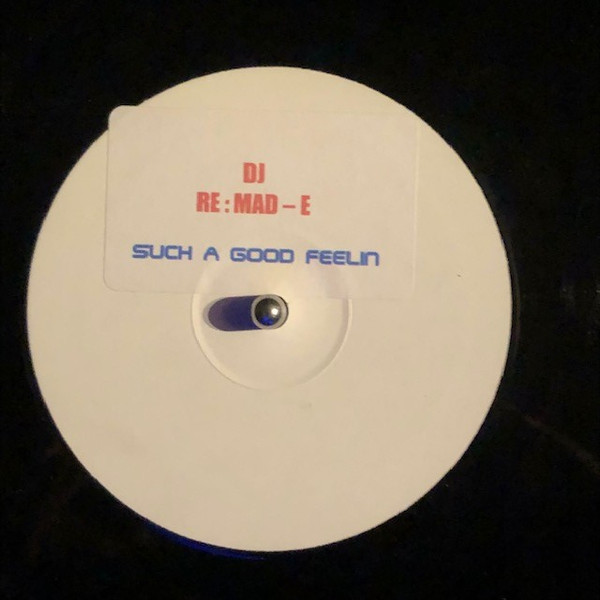 DJ
RE : MAD – E
SUCH A GOOD FEELIN